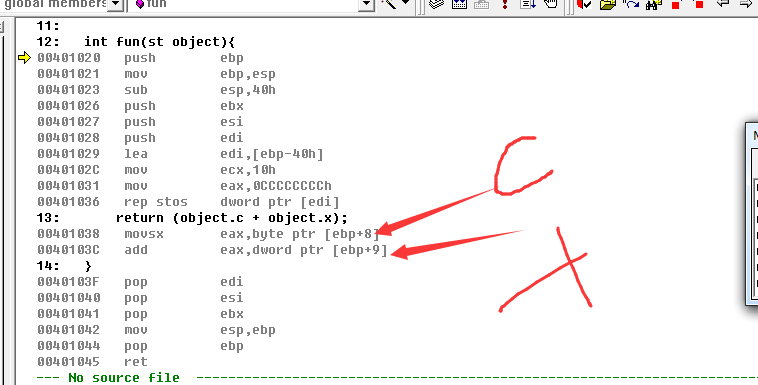 global members
fun
11:
12:   int fun(st object){
00401020   push        ebp
00401021   mov         ebp,esp
00401023   sub         esp,40h
00401026   push        ebx
00401027   push        esi
00401028   push        edi
00401029   lea         edi,[ebp-40h]
0040102C   mov         ecx,10h
00401031   mov         eax,0CCCCCCCCh
00401036   rep stos    dword ptr [edi]
13:       return (object.c + object.x);
00401038   movsx       eax,byte ptr [ebp+8]
0040103C   add         eax,dword ptr [ebp+9]
14:   }
0040103F   pop         edi
00401040   pop         esi
00401041   pop         ebx
00401042   mov         esp,ebp
00401044   pop         ebp
00401045   ret
--- No source file  ---
C
X